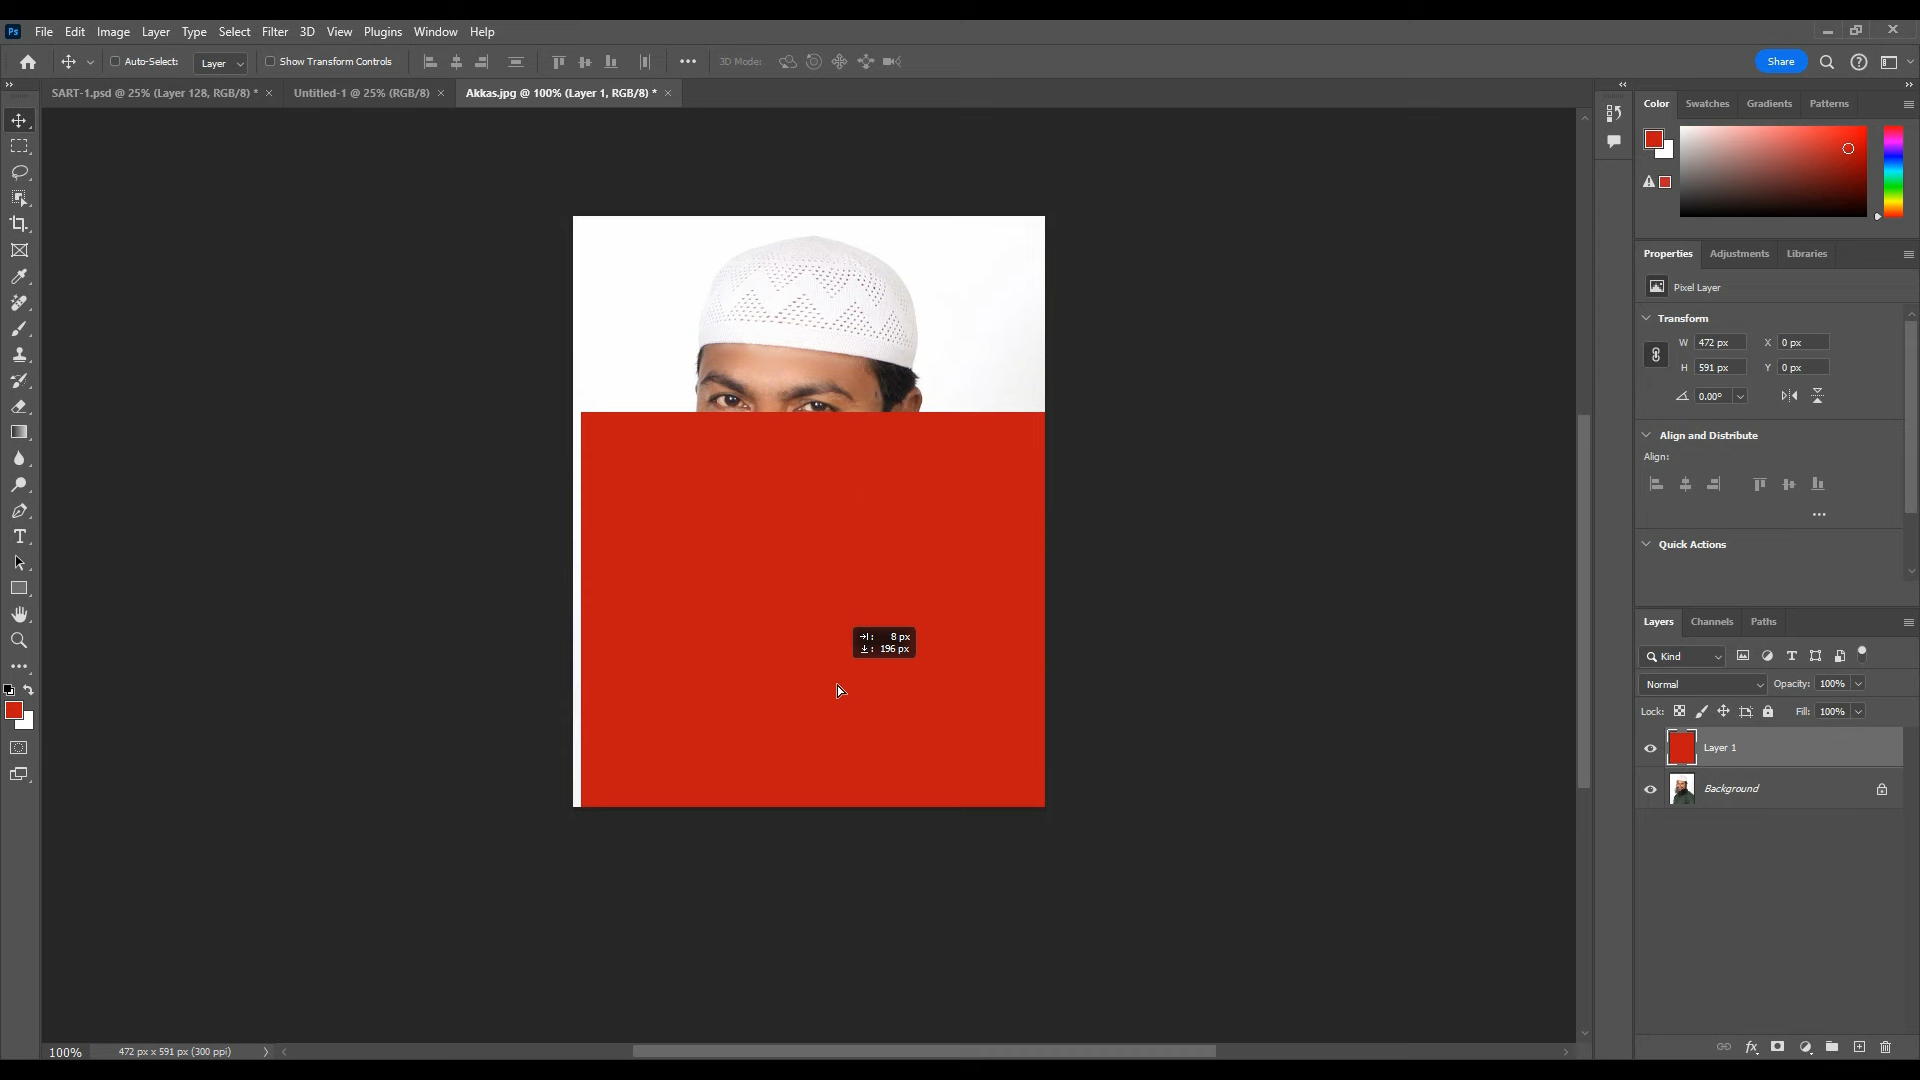 Ps File Edit Image Layer Type Select Filter 3D View Plugins Window Help
Auto-Select: Layer Show Transform Controls 3D Mode: Share
SART-1.psd @ 25% (Layer 128, RGB/8) * Untitled-1 @ 25% (RGB/8) Akkas.jpg @ 100% (Layer 1, RGB/8) *
Color Swatches Gradients Patterns
Properties Adjustments Libraries
Pixel Layer
Transform
W 472 px X 0 px
H 591 px Y 0 px
0.00°
Align and Distribute
Align:
Quick Actions
8 px
196 px
Layers Channels Paths
Kind
Normal Opacity: 100%
Lock: Fill: 100%
Layer 1
Background
100% 472 px x 591 px (300 ppi)